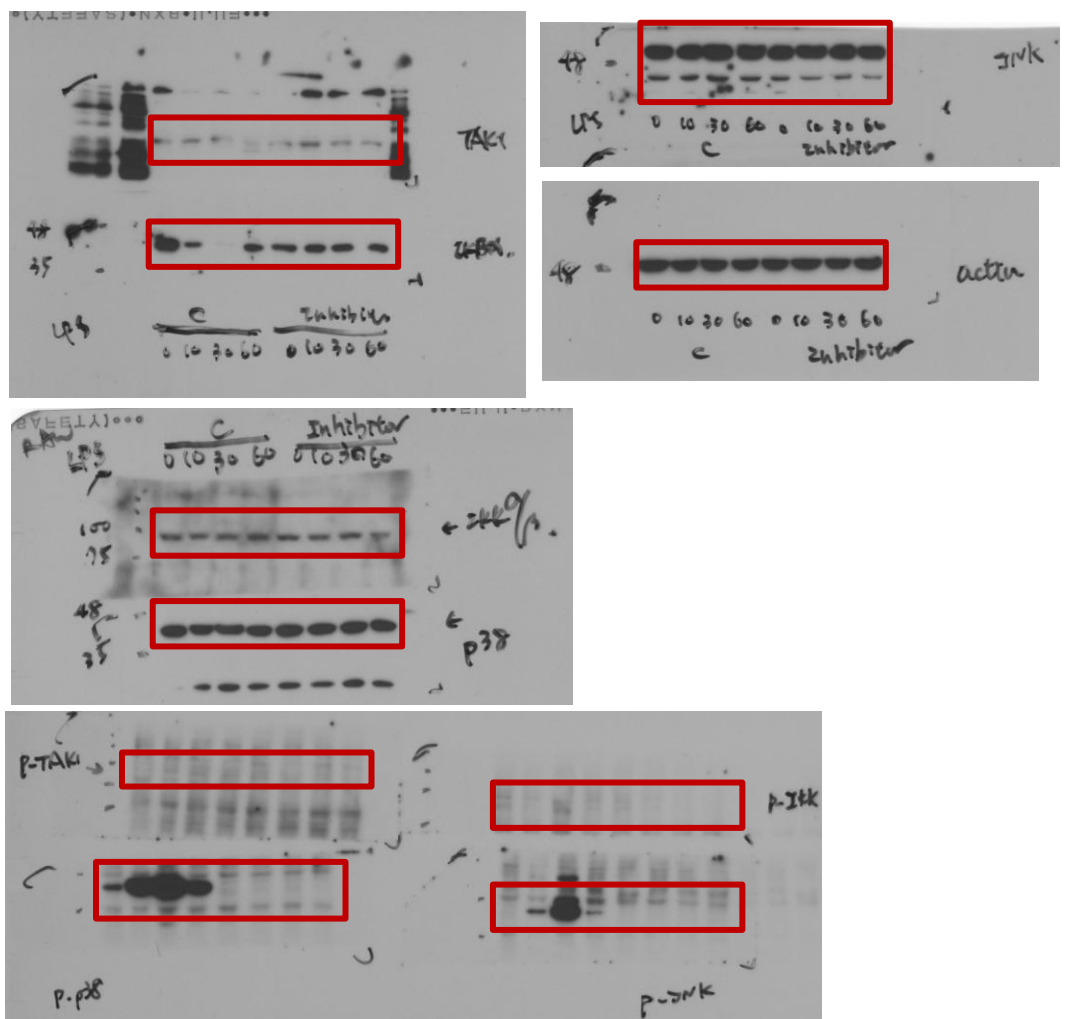 TAK1
48
35
IkBα.
LPS
C Inhibitor
0 10 30 60 0 10 30 60
48
JNK
LPS 0 10 30 60 0 10 30 60
C Inhibitor
48
actin
0 10 30 60 0 10 30 60
C Inhibitor
SAFETY)•••
C Inhibitor
LPS 0 10 30 60 0 10 30 60
100
75
48
35
p38
P-TAK1
P-IKK
P-p38
P-JNK